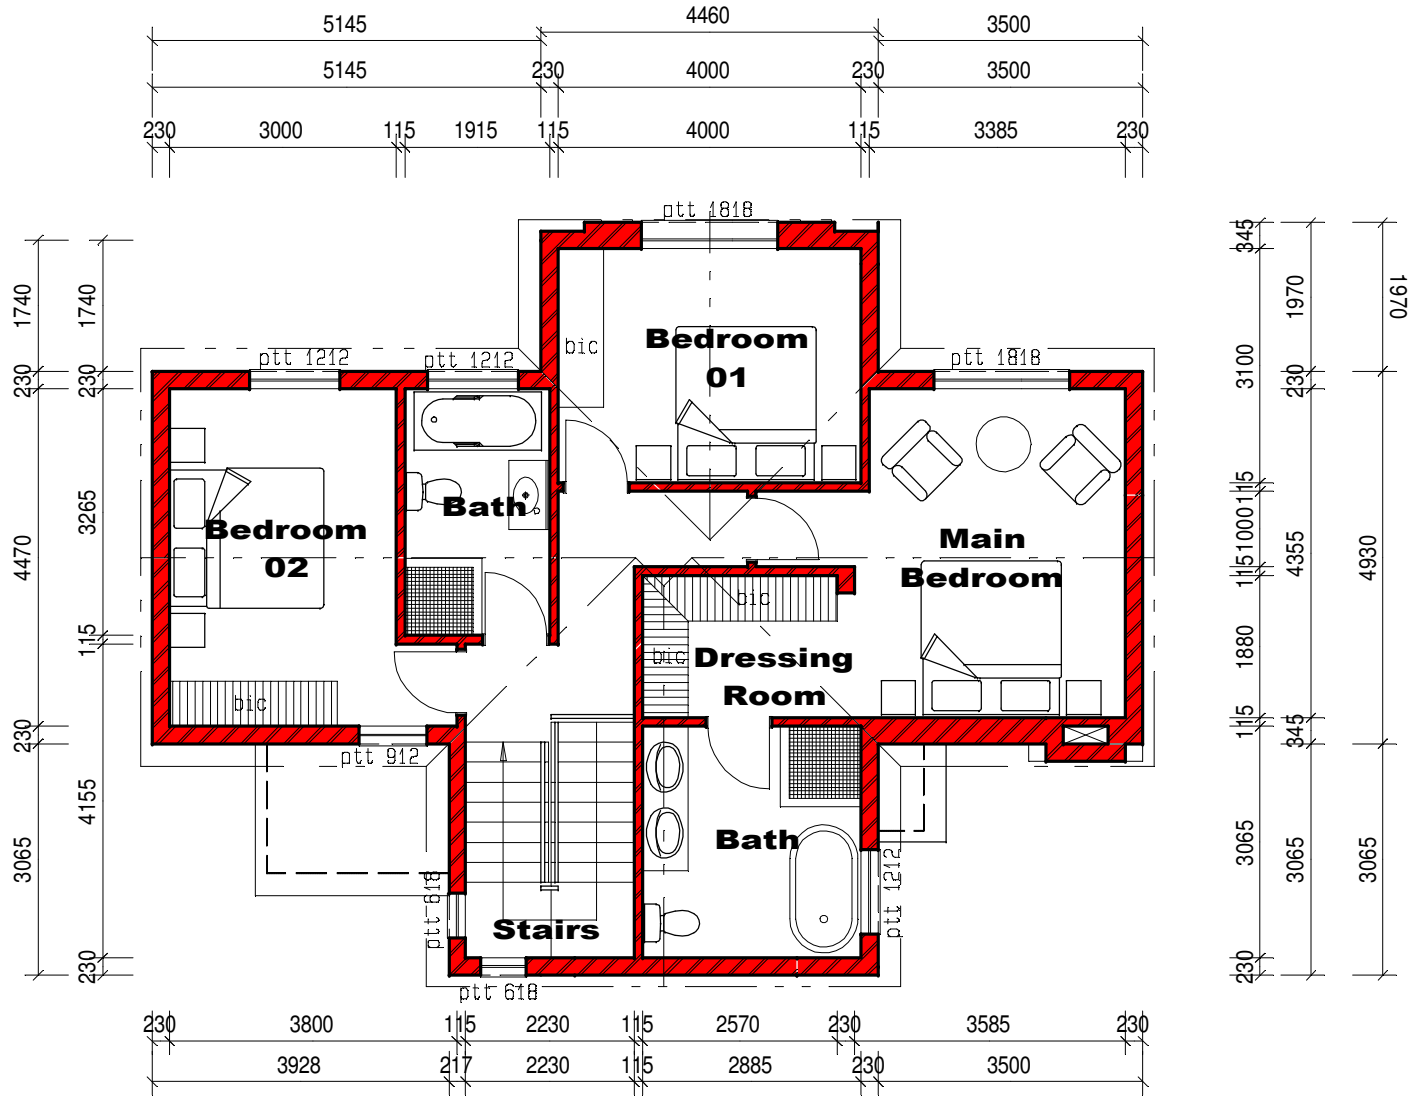 5145 4460 3500
5145 230 4000 230 3500
230 3000 115 1915 115 4000 115 3385 230
ptt 1818
ptt 1212 ptt 1212 ptt 1818
bic
Bedroom
01
Bath
Bedroom
02
Main
Bedroom
bic
bic
Dressing
Room
bic
ptt 912
Bath
ptt 618
ptt 1212
Stairs
ptt 618
1740
230
4470
230
3065
1740
230
3265
115
4155
230
345
3100
115
1000
115
1880
115
3065
230
1970
230
4355
345
3065
1970
4930
3065
230 3800 115 2230 115 2570 230 3585 230
3928 217 2230 115 2885 230 3500